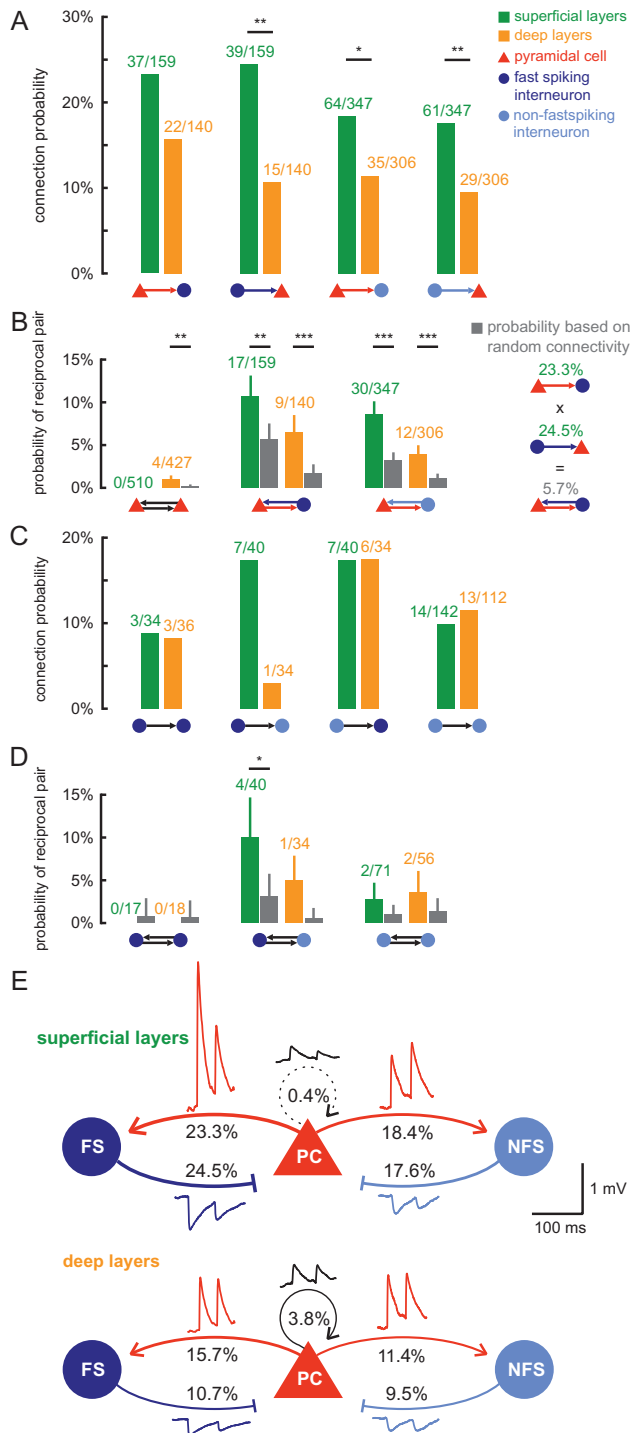 A
30%
20%
10%
0%
connection probability
37/159
22/140
**
39/159
15/140
*
64/347
35/306
**
61/347
29/306
superficial layers
deep layers
pyramidal cell
fast spiking
interneuron
non-fastspiking
interneuron
B
15%
10%
5%
0%
probability of reciprocal pair
**
0/510
4/427
**
***
17/159
9/140
***
***
30/347
12/306
probability based on
random connectivity
23.3%
x
24.5%
=
5.7%
C
20%
10%
0%
connection probability
3/34
3/36
7/40
1/34
7/40
6/34
14/142
13/112
D
15%
10%
5%
0%
probability of reciprocal pair
0/17
0/18
*
4/40
1/34
2/71
2/56
E
superficial layers
0.4%
FS
23.3%
24.5%
PC
18.4%
17.6%
NFS
1 mV
100 ms
deep layers
3.8%
FS
15.7%
10.7%
PC
11.4%
9.5%
NFS